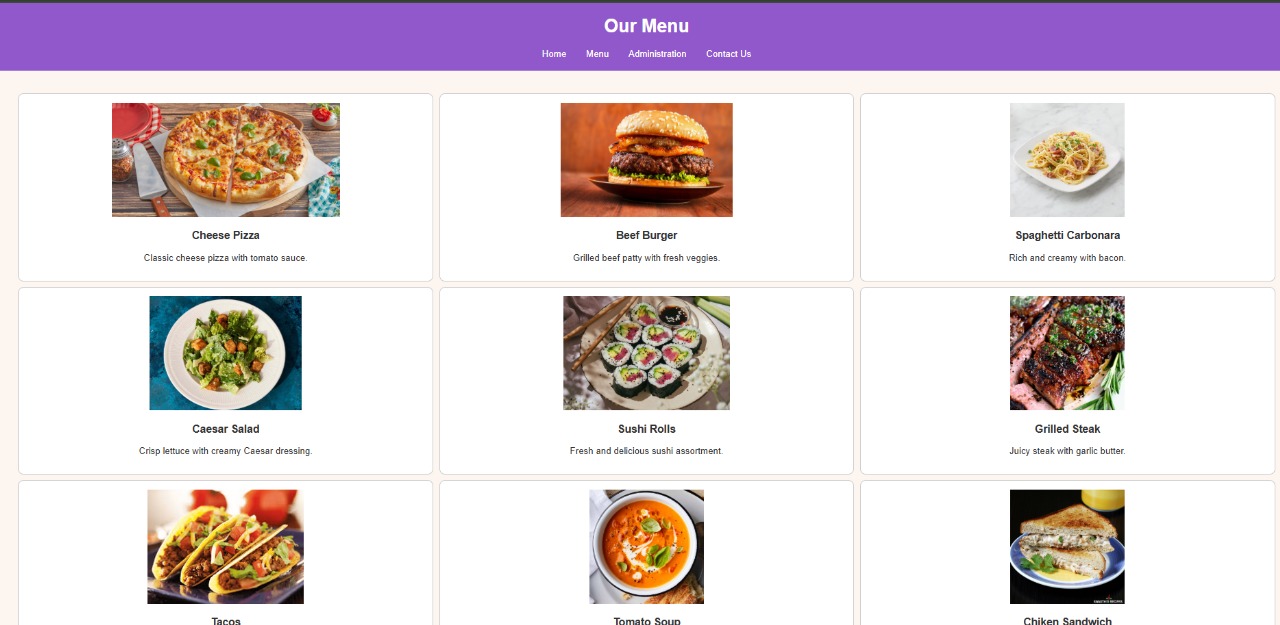 Our Menu
Home Menu Administration Contact Us
Cheese Pizza
Classic cheese pizza with tomato sauce.
Beef Burger
Grilled beef patty with fresh veggies.
Spaghetti Carbonara
Rich and creamy with bacon.
Caesar Salad
Crisp lettuce with creamy Caesar dressing.
Sushi Rolls
Fresh and delicious sushi assortment.
Grilled Steak
Juicy steak with garlic butter.
Tacos
Tomato Soup
Chiken Sandwich